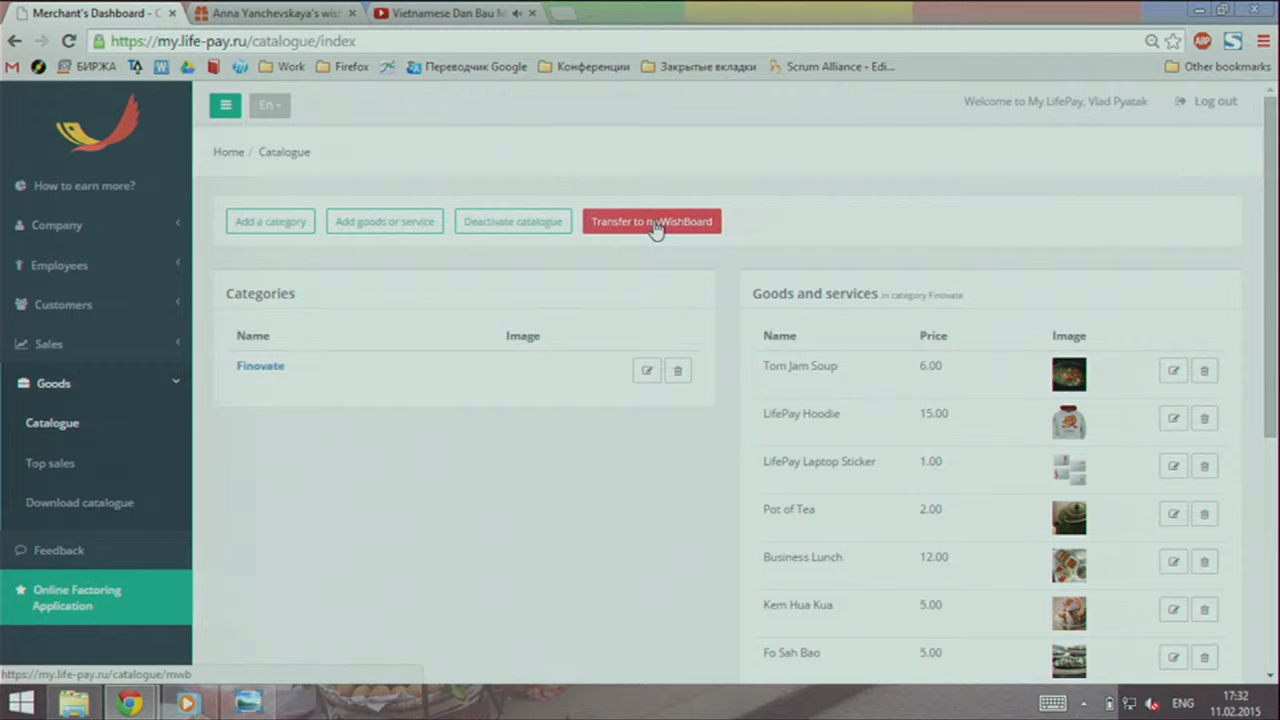 Merchant's Dashboard - C
Anna Yanchevskaya's wis
Vietnamese Dan Bau M
https://my.life-pay.ru/catalogue/index
БИРЖА
Work
Firefox
Переводчик Google
Конференции
Закрытые вкладки
Scrum Alliance - Edi...
Other bookmarks
En
Welcome to My LifePay, Vlad Pyatak
Log out
Home / Catalogue
How to earn more?
Company
Employees
Customers
Sales
Goods
Catalogue
Top sales
Download catalogue
Feedback
Online Factoring
Application
Add a category
Add goods or service
Deactivate catalogue
Transfer to myWishBoard
Categories
Name Image
Finovate
Goods and services in category Finovate
Name Price Image
Tom Jam Soup 6.00
LifePay Hoodie 15.00
LifePay Laptop Sticker 1.00
Pot of Tea 2.00
Business Lunch 12.00
Kem Hua Kua 5.00
Fo Sah Bao 5.00
https://my.life-pay.ru/catalogue/mwb
ENG
17:32
11.02.2015